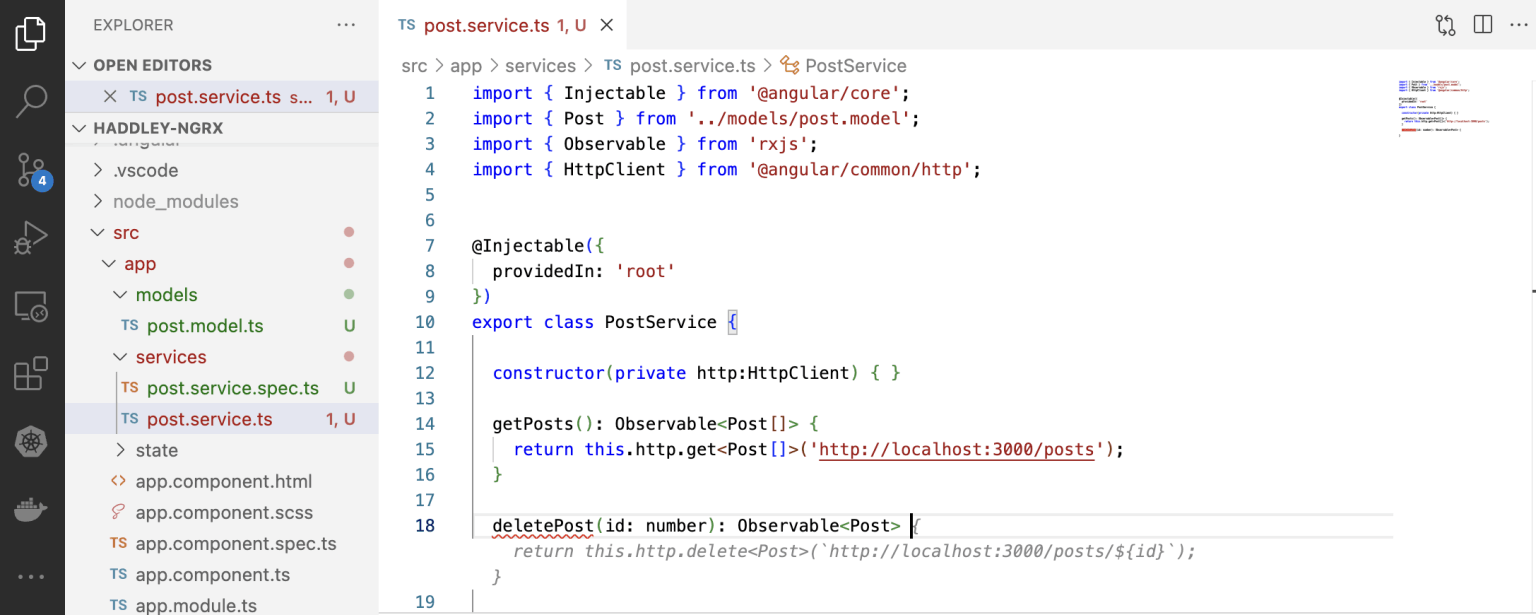 EXPLORER
OPEN EDITORS
TS post.service.ts s... 1, U
HADDLEY-NGRX
.angular
.vscode
node_modules
src
app
models
TS post.model.ts U
services
TS post.service.spec.ts U
TS post.service.ts 1, U
state
<> app.component.html
app.component.scss
TS app.component.spec.ts
TS app.component.ts
TS app.module.ts
4
TS post.service.ts 1, U
src > app > services > TS post.service.ts > PostService
1 import { Injectable } from '@angular/core';
2 import { Post } from '../models/post.model';
3 import { Observable } from 'rxjs';
4 import { HttpClient } from '@angular/common/http';
5
6
7 @Injectable({
8 providedIn: 'root'
9 })
10 export class PostService {
11
12 constructor(private http:HttpClient) { }
13
14 getPosts(): Observable<Post[]> {
15 return this.http.get<Post[]>('http://localhost:3000/posts');
16 }
17
18 deletePost(id: number): Observable<Post> {
return this.http.delete<Post>(`http://localhost:3000/posts/${id}`);
}
19